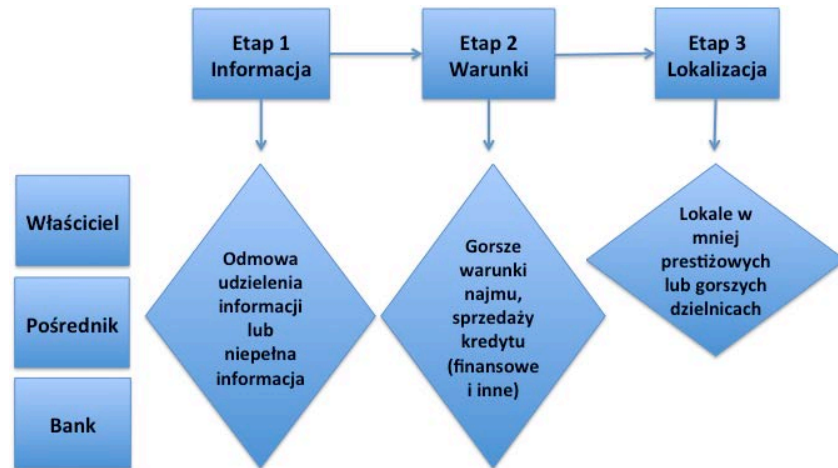 Etap 1
Informacja
Etap 2
Warunki
Etap 3
Lokalizacja
Właściciel
Pośrednik
Bank
Odmowa
udzielenia
informacji
lub
niepełna
informacja
Gorsze
warunki
najmu,
sprzedaży
kredytu
(finansowe
i inne)
Lokale w
mniej
prestiżowych
lub gorszych
dzielnicach